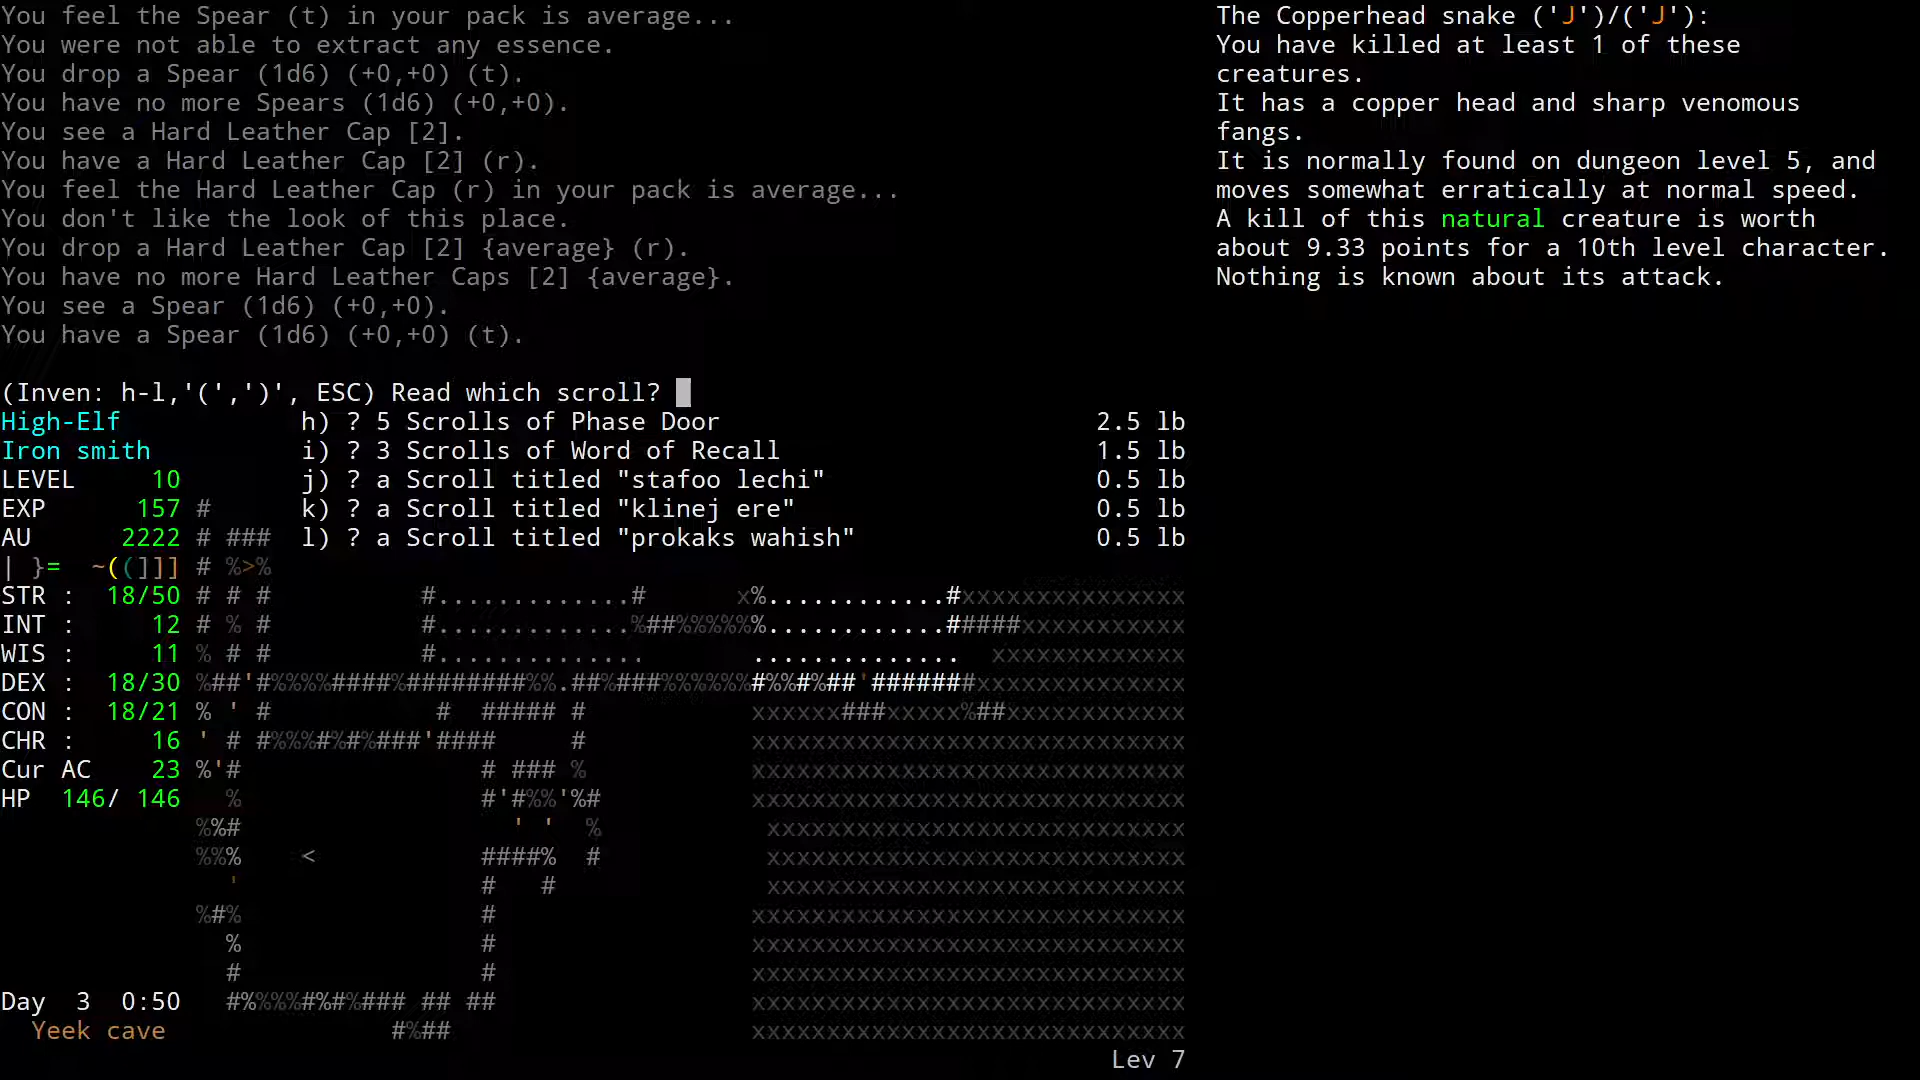 You feel the Spear (t) in your pack is average...
You were not able to extract any essence.
You drop a Spear (1d6) (+0,+0) (t).
You have no more Spears (1d6) (+0,+0).
You see a Hard Leather Cap [2].
You have a Hard Leather Cap [2] (r).
You feel the Hard Leather Cap (r) in your pack is average...
You don't like the look of this place.
You drop a Hard Leather Cap [2] {average} (r).
You have no more Hard Leather Caps [2] {average}.
You see a Spear (1d6) (+0,+0).
You have a Spear (1d6) (+0,+0) (t).
The Copperhead snake ('J')/('J'):
You have killed at least 1 of these
creatures.
It has a copper head and sharp venomous
fangs.
It is normally found on dungeon level 5, and
moves somewhat erratically at normal speed.
A kill of this natural creature is worth
about 9.33 points for a 10th level character.
Nothing is known about its attack.
(Inven: h-l,'(',')', ESC) Read which scroll?
h) ? 5 Scrolls of Phase Door 2.5 lb
i) ? 3 Scrolls of Word of Recall 1.5 lb
j) ? a Scroll titled "stafoo lechi" 0.5 lb
k) ? a Scroll titled "klinej ere" 0.5 lb
l) ? a Scroll titled "prokaks wahish" 0.5 lb
High-Elf
Iron smith
LEVEL 10
EXP 157
AU 2222
| }= ~((]]]
STR : 18/50
INT : 12
WIS : 11
DEX : 18/30
CON : 18/21
CHR : 16
Cur AC 23
HP 146/ 146
Day 3 0:50
Yeek cave
Lev 7